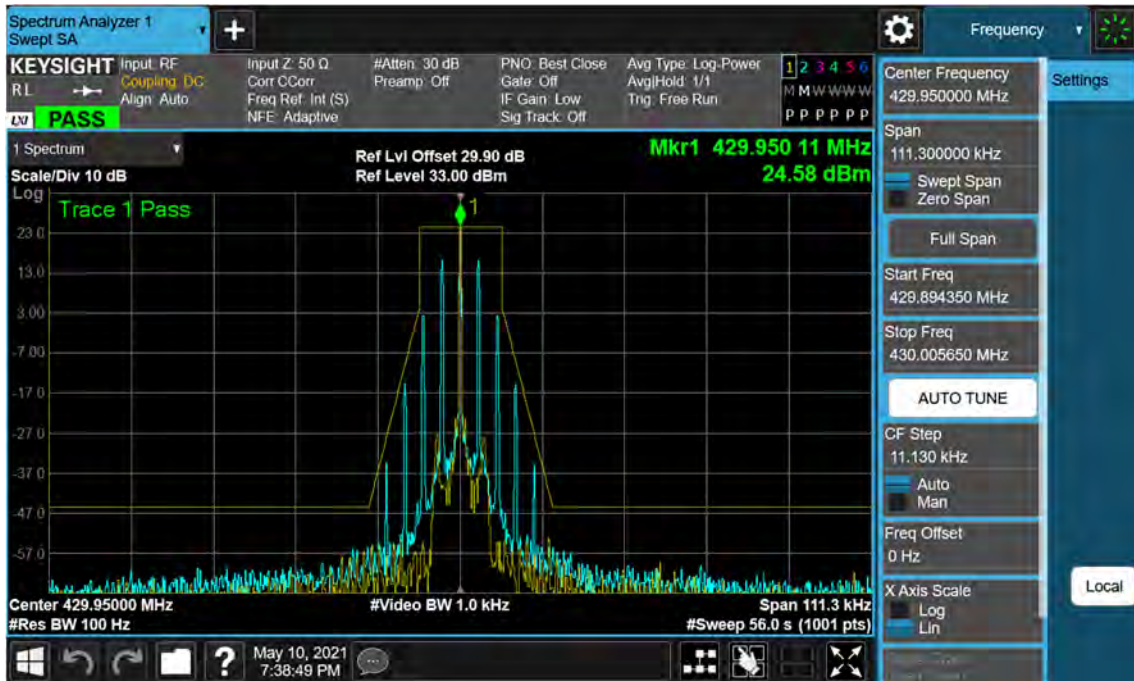 Spectrum Analyzer 1
Swept SA
+
Frequency
KEYSIGHT
RL
LXI
PASS
Input: RF
Coupling: DC
Align: Auto
Input Z: 50 Ω
Corr CCorr
Freq Ref: Int (S)
NFE: Adaptive
#Atten: 30 dB
Preamp: Off
PNO: Best Close
Gate: Off
IF Gain: Low
Sig Track: Off
Avg Type: Log-Power
Avg|Hold: 1/1
Trig: Free Run
1 2 3 4 5 6
M M W W W W
P P P P P P
1 Spectrum
Scale/Div 10 dB
Log
Ref Lvl Offset 29.90 dB
Ref Level 33.00 dBm
Mkr1 429.950 11 MHz
24.58 dBm
Trace 1 Pass
1
23.0
13.0
3.00
-7.00
-17.0
-27.0
-37.0
-47.0
-57.0
Center 429.95000 MHz
#Res BW 100 Hz
#Video BW 1.0 kHz
Span 111.3 kHz
#Sweep 56.0 s (1001 pts)
Center Frequency
429.950000 MHz
Span
111.300000 kHz
Swept Span
Zero Span
Full Span
Start Freq
429.894350 MHz
Stop Freq
430.005650 MHz
AUTO TUNE
CF Step
11.130 kHz
Auto
Man
Freq Offset
0 Hz
X Axis Scale
Log
Lin
Settings
Local
?
May 10, 2021
7:38:49 PM